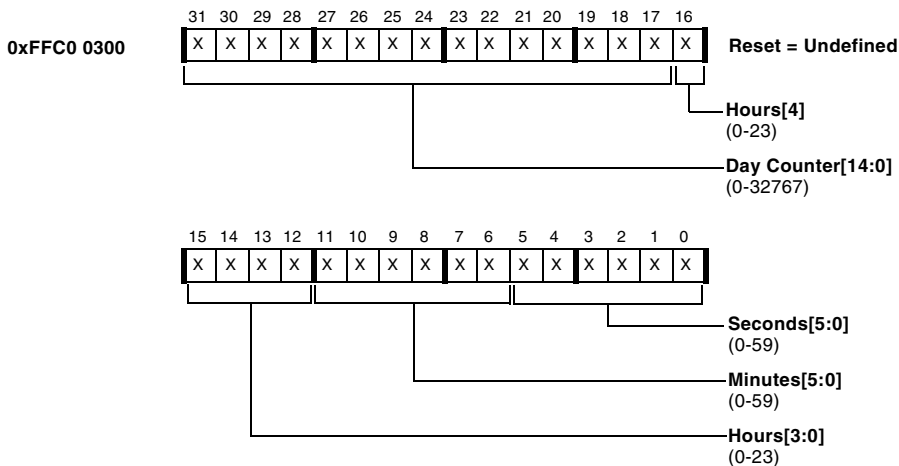 31 30 29 28 27 26 25 24 23 22 21 20 19 18 17 16
0xFFC0 0300 X X X X X X X X X X X X X X X X Reset = Undefined
Hours[4]
(0-23)
Day Counter[14:0]
(0-32767)
15 14 13 12 11 10 9 8 7 6 5 4 3 2 1 0
X X X X X X X X X X X X X X X X
Seconds[5:0]
(0-59)
Minutes[5:0]
(0-59)
Hours[3:0]
(0-23)